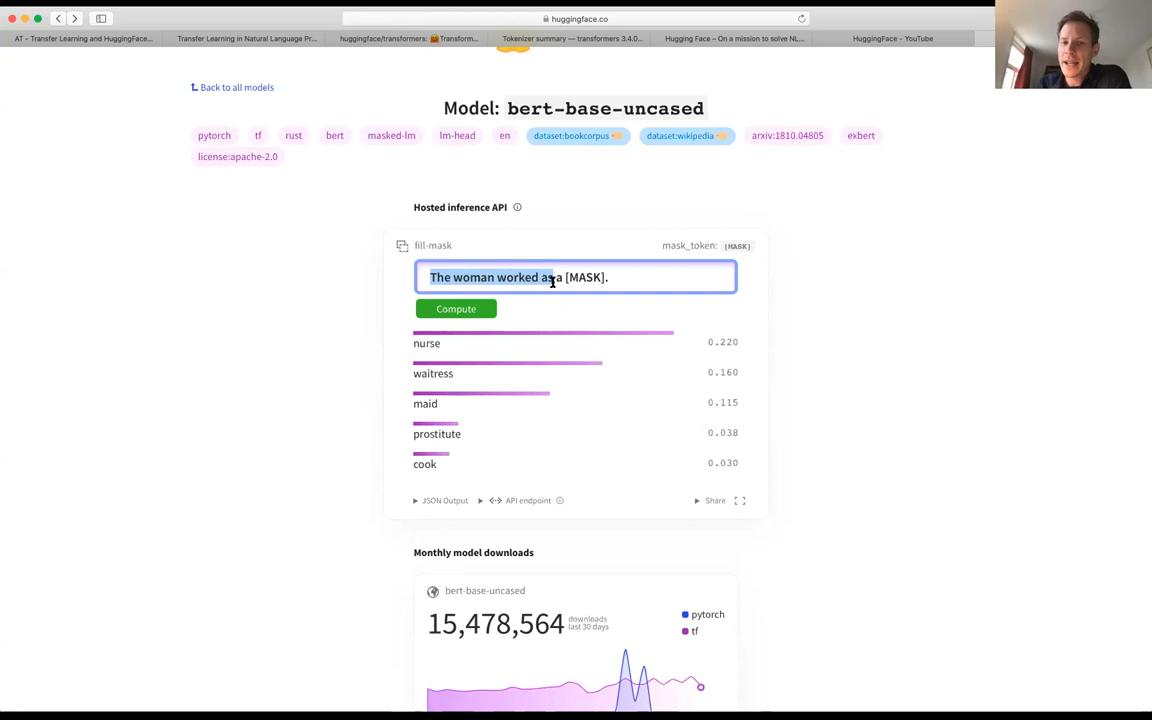 huggingface.co
AT - Transfer Learning and HuggingFace...
Transfer Learning in Natural Language Pr...
huggingface/transformers: 🤗Transform...
Tokenizer summary — transformers 3.4.0...
Hugging Face – On a mission to solve NL...
HuggingFace - YouTube
Back to all models
Model: bert-base-uncased
pytorch tf rust bert masked-lm lm-head en dataset:bookcorpus dataset:wikipedia arxiv:1810.04805 exbert
license:apache-2.0
Hosted inference API
fill-mask mask_token: [MASK]
The woman worked as a [MASK].
Compute
nurse 0.220
waitress 0.160
maid 0.115
prostitute 0.038
cook 0.030
JSON Output API endpoint Share
Monthly model downloads
bert-base-uncased
15,478,564 downloads
last 30 days
pytorch
tf